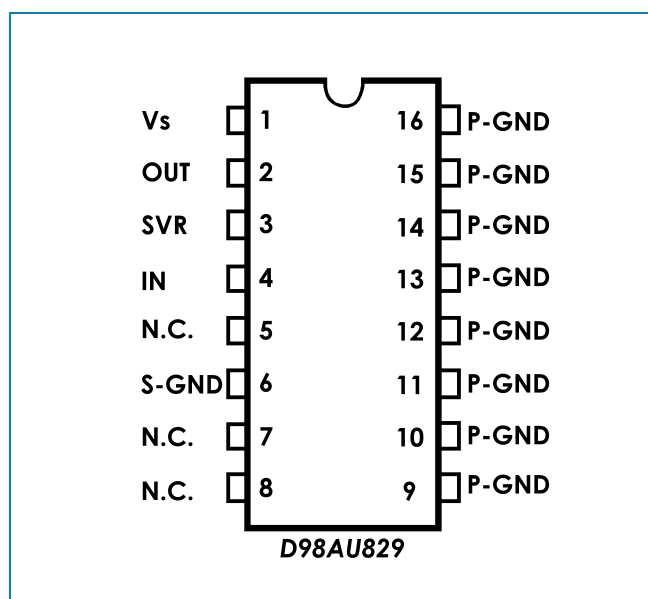 Vs 1 16 P-GND
OUT 2 15 P-GND
SVR 3 14 P-GND
IN 4 13 P-GND
N.C. 5 12 P-GND
S-GND 6 11 P-GND
N.C. 7 10 P-GND
N.C. 8 9 P-GND
D98AU829